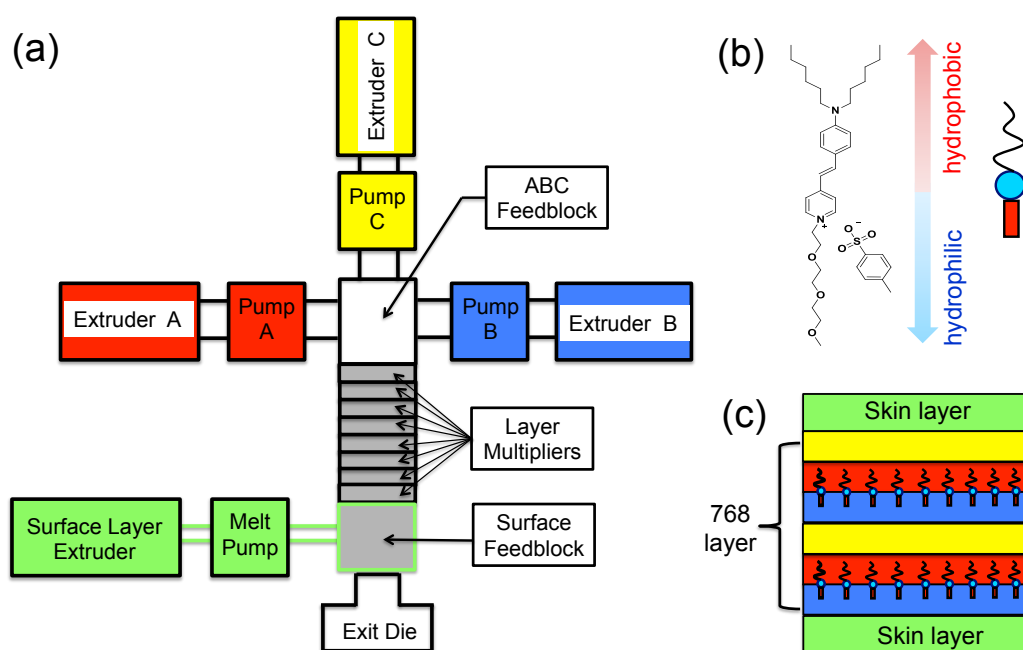 (a)
Extruder C
Pump
C
ABC
Feedblock
Extruder A
Pump
A
Pump
B
Extruder B
Layer
Multipliers
Surface Layer
Extruder
Melt
Pump
Surface
Feedblock
Exit Die
(b)
N
N
+
O
O
O
O
S
O
O
−
hydrophobic
hydrophilic
(c)
Skin layer
768
layer
Skin layer